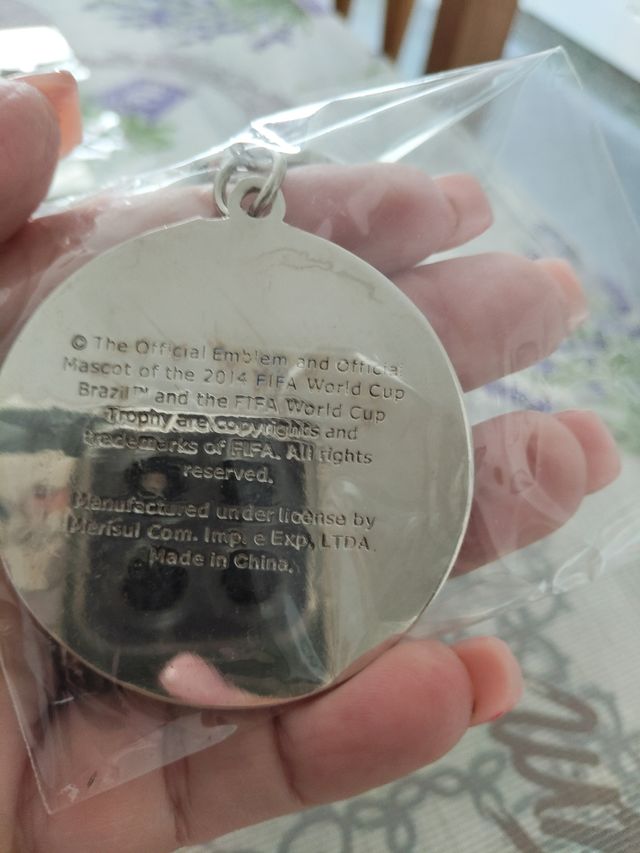 © The Official Emblem and Official
Mascot of the 2014 FIFA World Cup
Brazil™ and the FIFA World Cup
Trophy are copyrights and
trademarks of FIFA. All rights
reserved.
Manufactured under license by
Merisul Com. Imp. e Exp, LTDA.
Made in China.